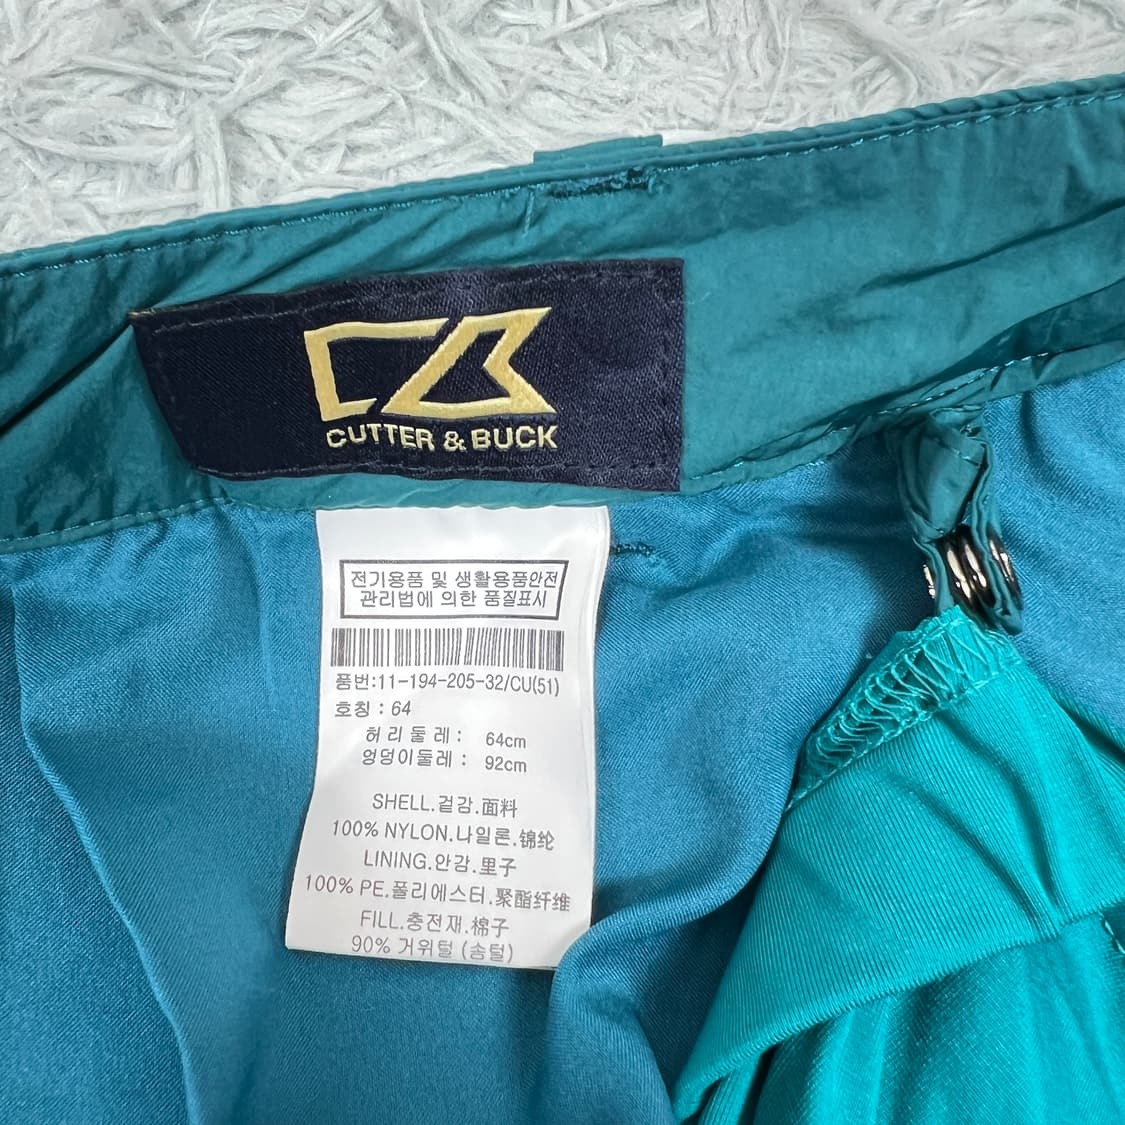 CUTTER & BUCK
전기용품 및 생활용품안전
관리법에 의한 품질표시
품번:11-194-205-32/CU(51)
호칭 : 64
허 리 둘 레 : 64cm
엉덩이둘레 : 92cm
SHELL.겉감.面料
100% NYLON.나일론.锦纶
LINING.안감.里子
100% PE.폴리에스터.聚酯纤维
FILL.충전재.棉子
90% 거위털 (솜털)